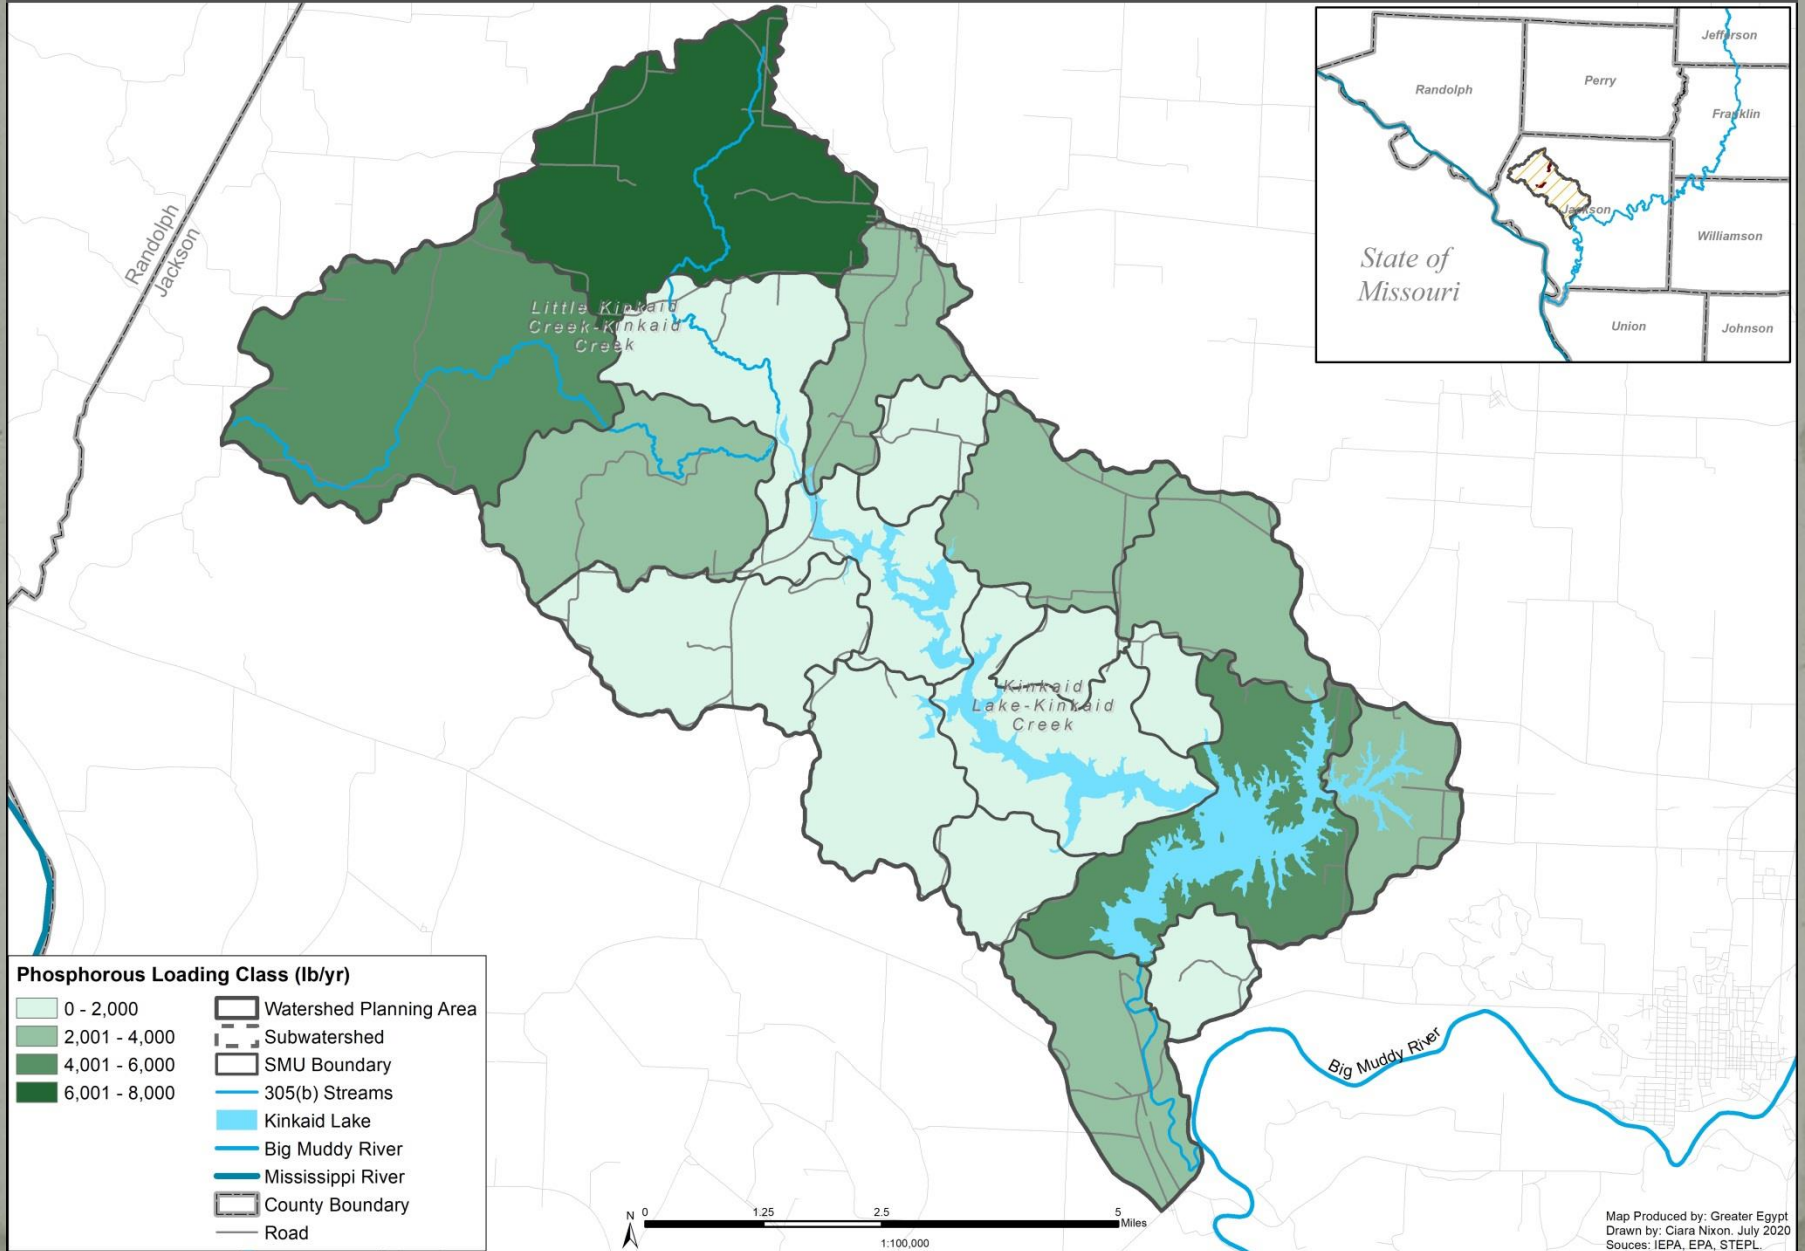 Randolph
Jackson
Little Kinkaid
Creek-Kinkaid
Creek
Kinkaid
Lake-Kinkaid
Creek
Big Muddy River
Jefferson
Randolph
Perry
Franklin
Jackson
Williamson
State of
Missouri
Union
Johnson
Phosphorous Loading Class (lb/yr)
0 - 2,000
2,001 - 4,000
4,001 - 6,000
6,001 - 8,000
Watershed Planning Area
Subwatershed
SMU Boundary
305(b) Streams
Kinkaid Lake
Big Muddy River
Mississippi River
County Boundary
Road
N
0 1.25 2.5 5
Miles
1:100,000
Map Produced by: Greater Egypt
Drawn by: Ciara Nixon. July 2020
Souces: IEPA, EPA, STEPL.